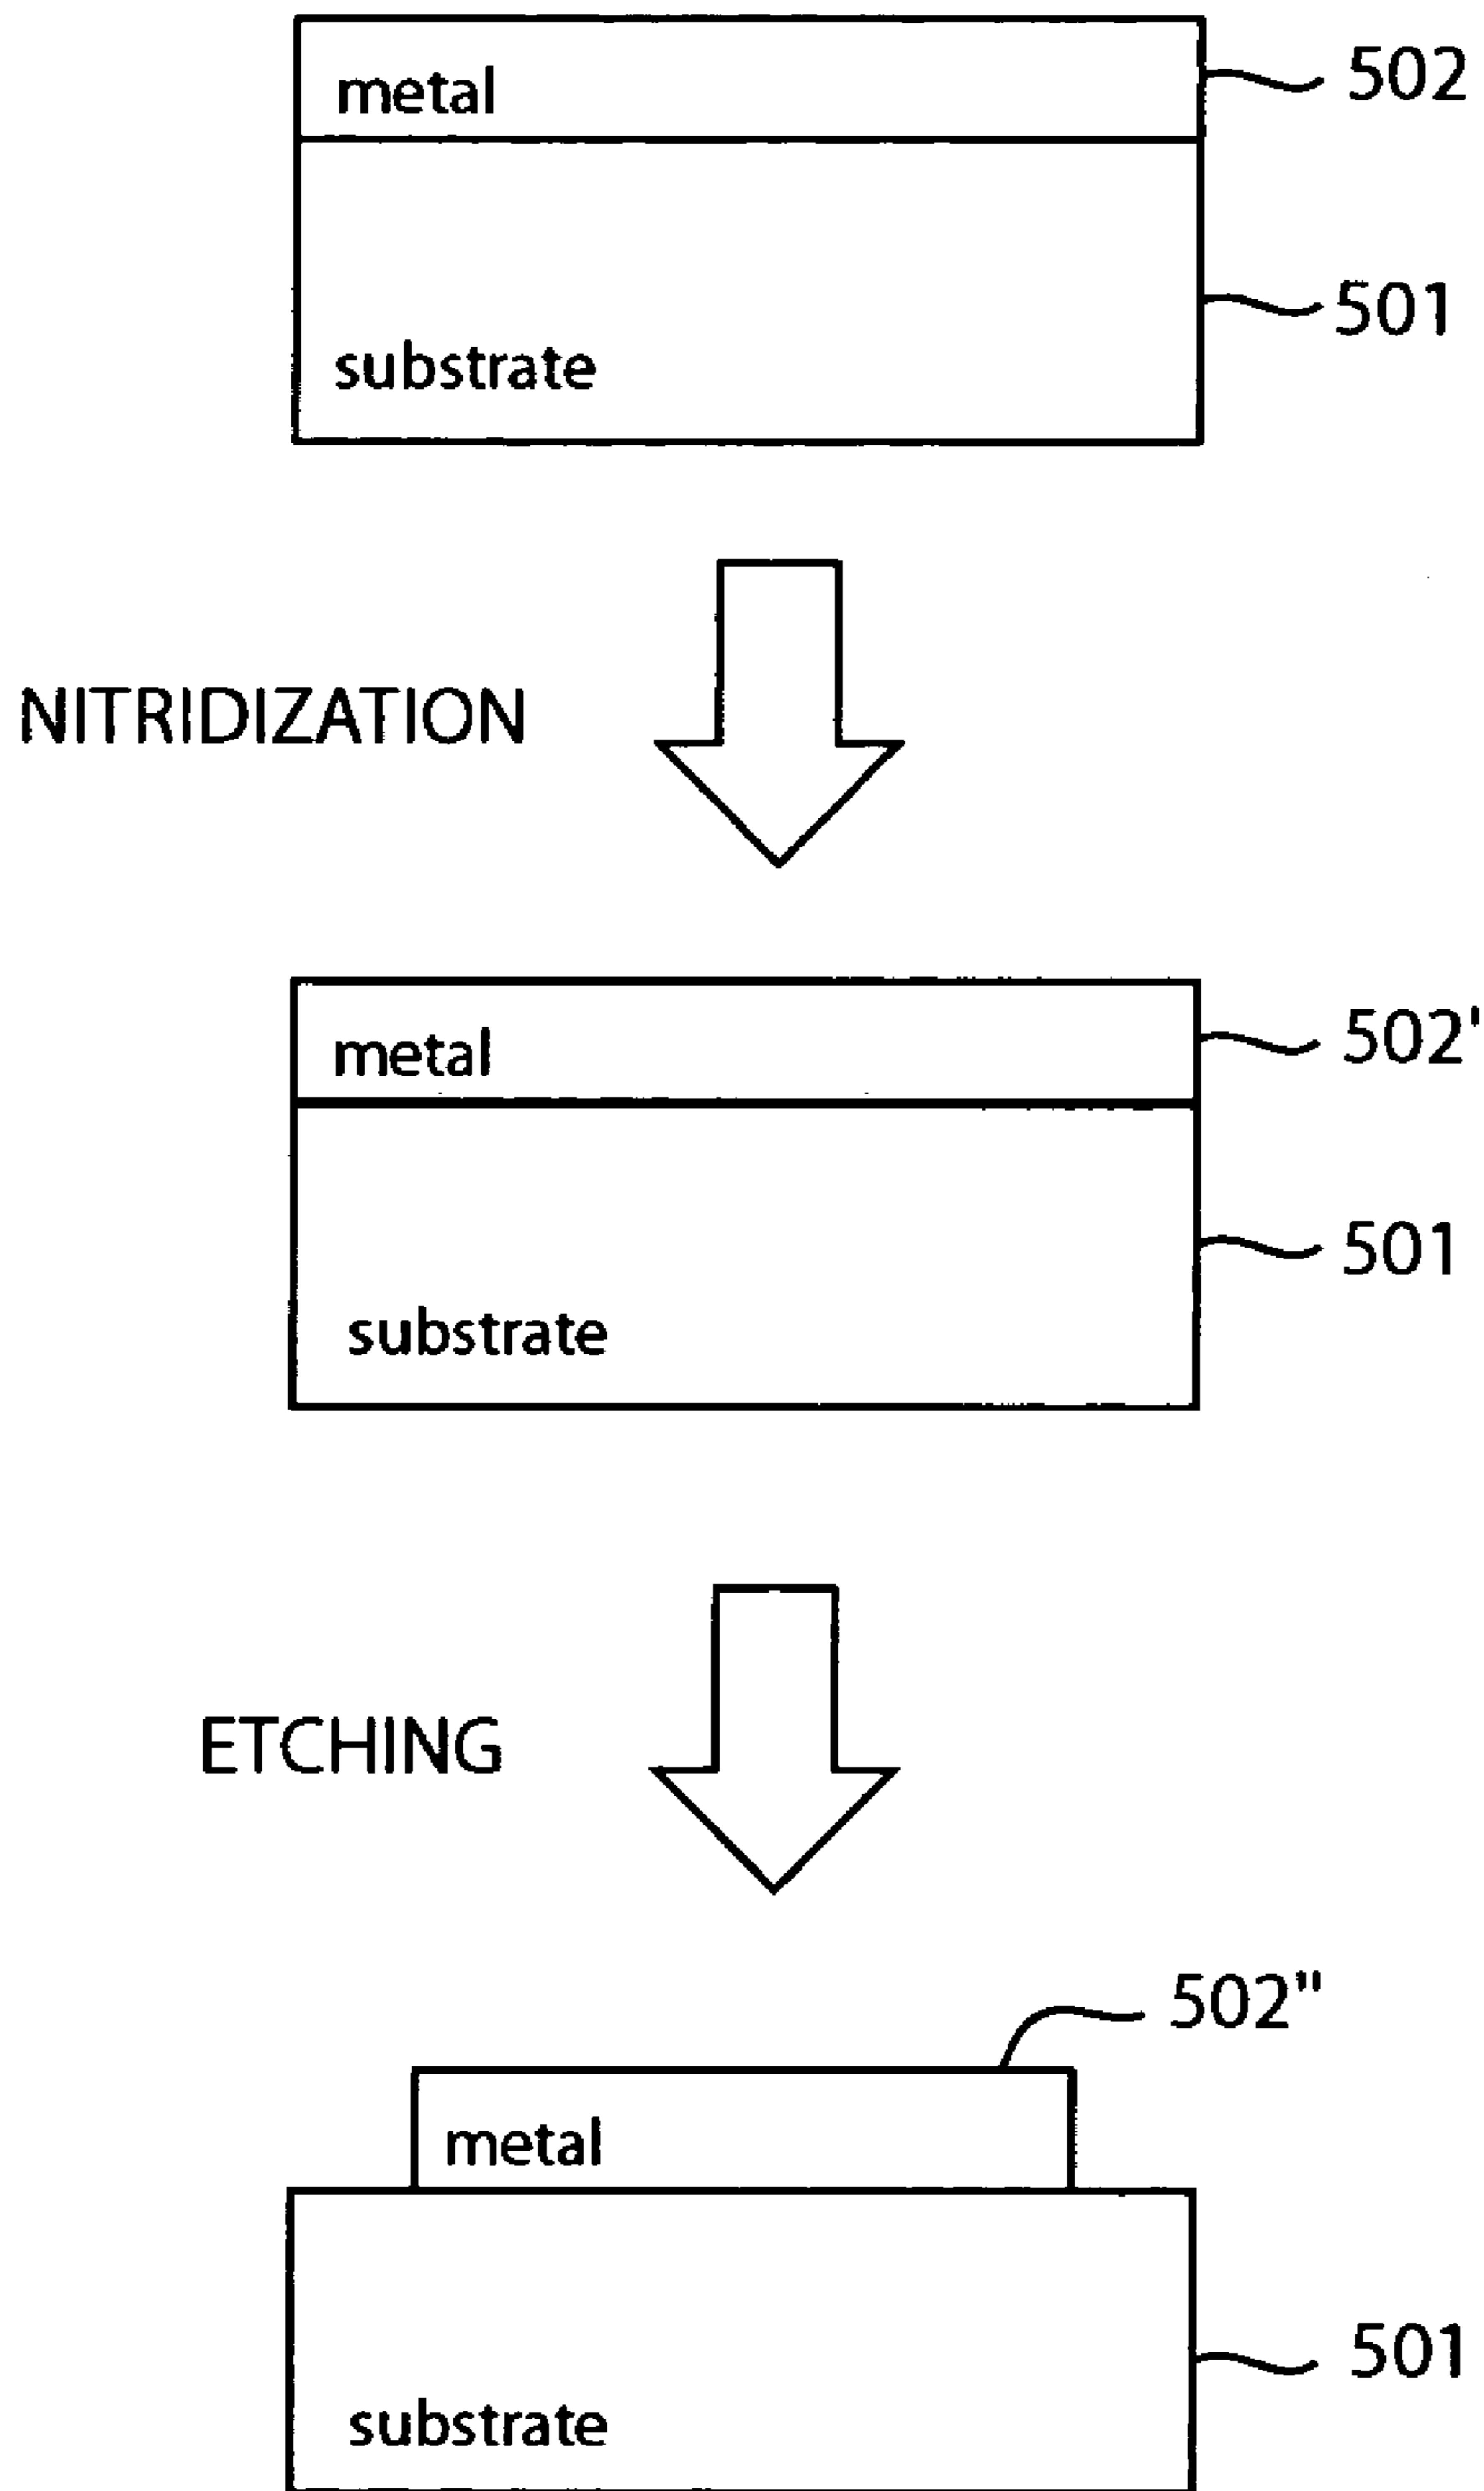 metal
502
501
substrate
NITRIDIZATION
metal
502'
501
substrate
ETCHING
502"
metal
501
substrate